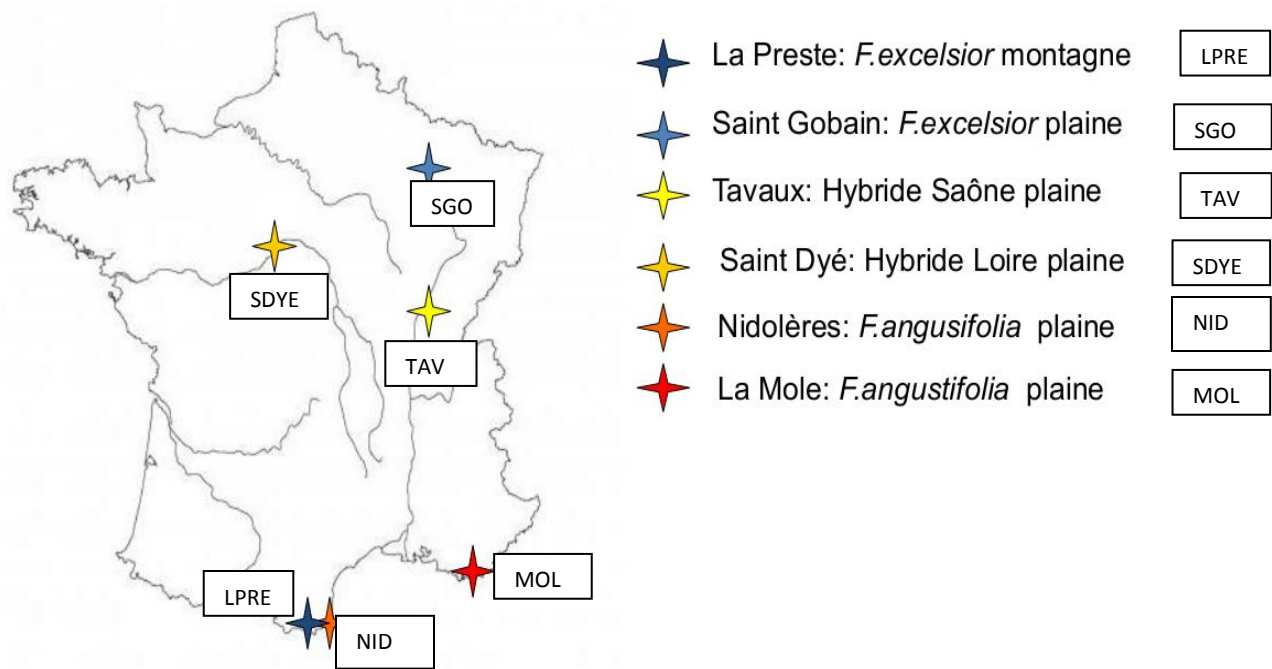 La Preste: F.excelsior montagne LPRE
Saint Gobain: F.excelsior plaine SGO
Tavaux: Hybride Saône plaine TAV
Saint Dyé: Hybride Loire plaine SDYE
Nidolères: F.angusifolia plaine NID
La Mole: F.angustifolia plaine MOL
SGO
SDYE
TAV
MOL
LPRE
NID